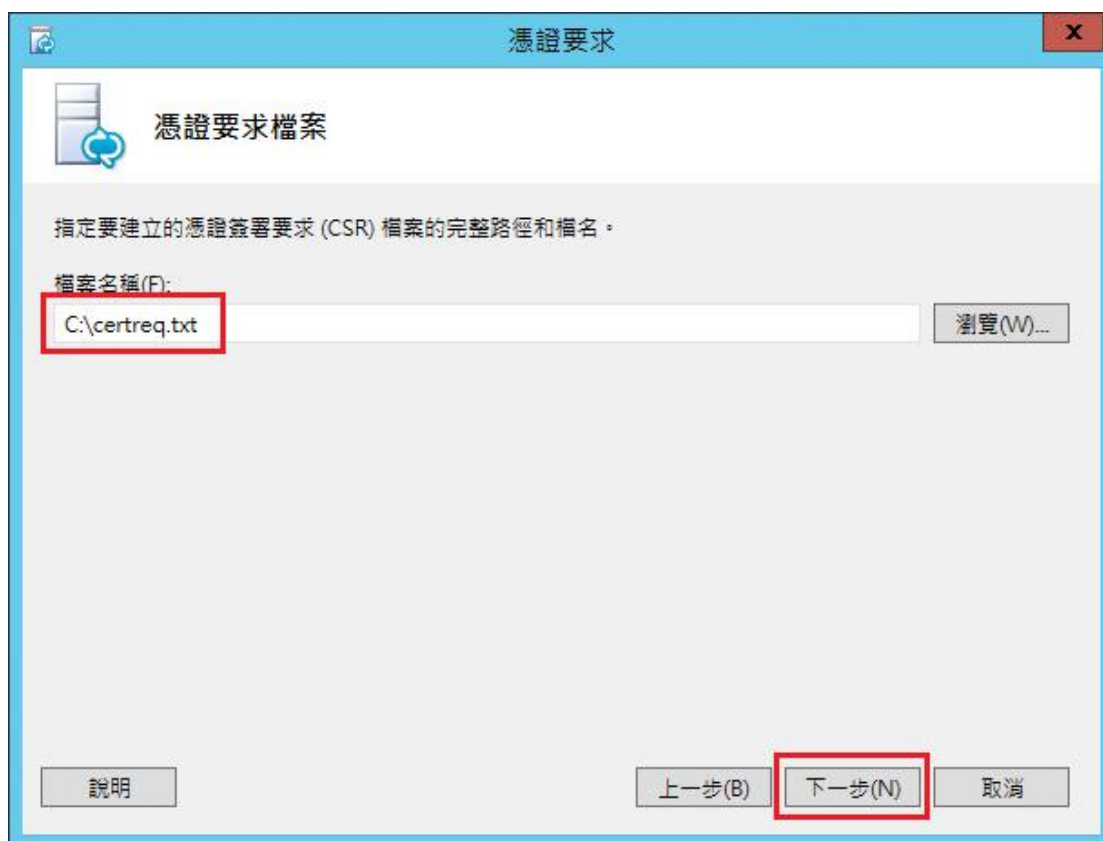 憑證要求
x
憑證要求檔案
指定要建立的憑證簽署要求 (CSR) 檔案的完整路徑和檔名。
檔案名稱(F):
C:\certreq.txt
瀏覽(W)...
說明
上一步(B)
下一步(N)
取消